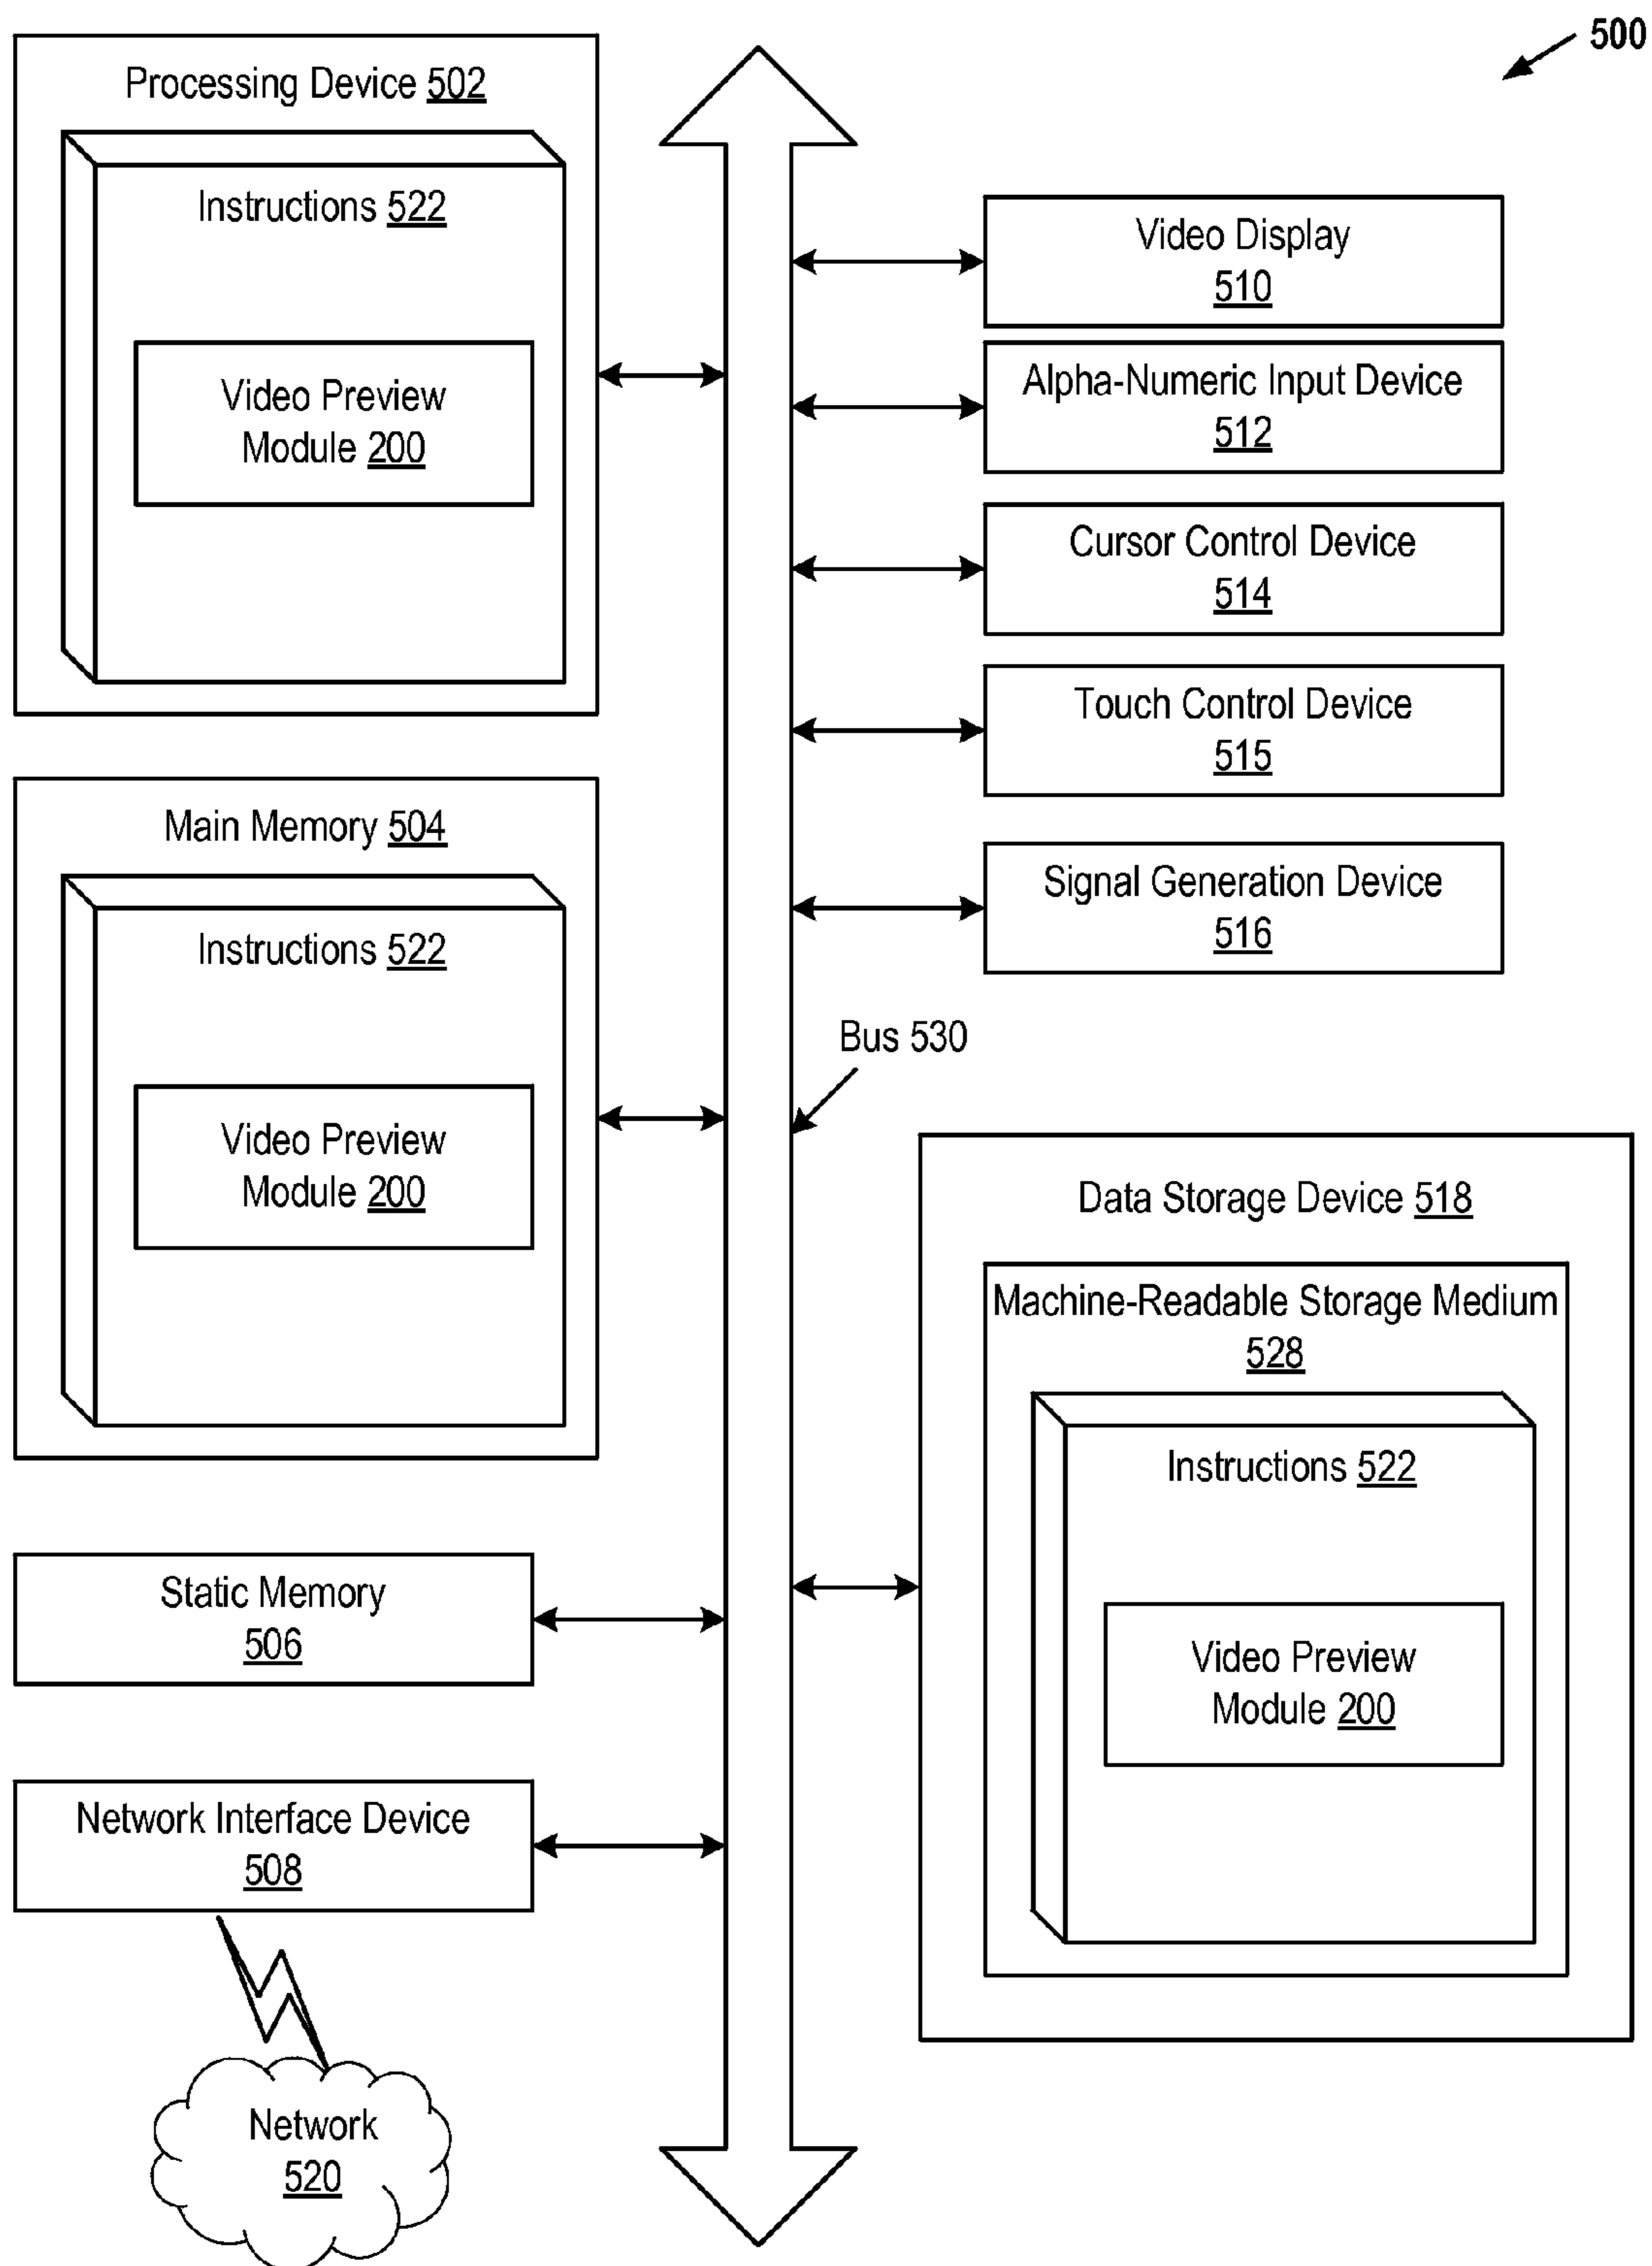 500
Processing Device 502
Instructions 522
Video Preview
Module 200
Main Memory 504
Instructions 522
Video Preview
Module 200
Static Memory
506
Network Interface Device
508
Network
520
Video Display
510
Alpha-Numeric Input Device
512
Cursor Control Device
514
Touch Control Device
515
Signal Generation Device
516
Bus 530
Data Storage Device 518
Machine-Readable Storage Medium
528
Instructions 522
Video Preview
Module 200